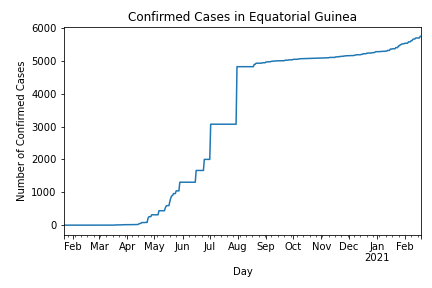 Confirmed Cases in Equatorial Guinea
6000
5000
4000
3000
2000
1000
0
Number of Confirmed Cases
Feb Mar Apr May Jun Jul Aug Sep Oct Nov Dec Jan Feb
2021
Day